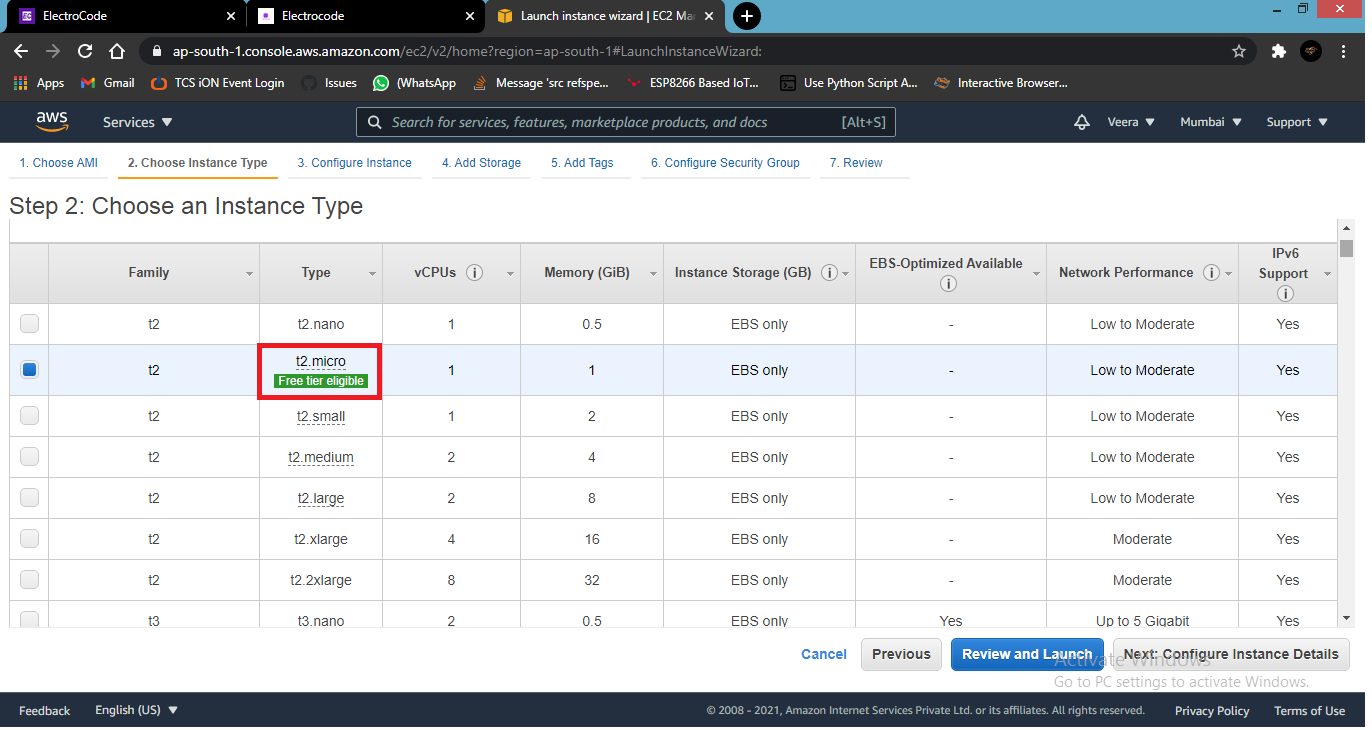 ElectroCode
Electrocode
Launch instance wizard | EC2 Ma
ap-south-1.console.aws.amazon.com/ec2/v2/home?region=ap-south-1#LaunchInstanceWizard:
Apps Gmail TCS iON Event Login Issues (WhatsApp Message 'src refspe... ESP8266 Based IoT... Use Python Script A... Interactive Browser...
aws Services Search for services, features, marketplace products, and docs [Alt+S] Veera Mumbai Support
1. Choose AMI 2. Choose Instance Type 3. Configure Instance 4. Add Storage 5. Add Tags 6. Configure Security Group 7. Review
Step 2: Choose an Instance Type
Family Type vCPUs i Memory (GiB) Instance Storage (GB) i EBS-Optimized Available i Network Performance i IPv6 Support i
t2 t2.nano 1 0.5 EBS only - Low to Moderate Yes
t2 t2.micro Free tier eligible 1 1 EBS only - Low to Moderate Yes
t2 t2.small 1 2 EBS only - Low to Moderate Yes
t2 t2.medium 2 4 EBS only - Low to Moderate Yes
t2 t2.large 2 8 EBS only - Low to Moderate Yes
t2 t2.xlarge 4 16 EBS only - Moderate Yes
t2 t2.2xlarge 8 32 EBS only - Moderate Yes
t3 t3.nano 2 0.5 EBS only Yes Up to 5 Gigabit Yes
Cancel Previous Review and Launch Next: Configure Instance Details
Activate Windows
Go to PC settings to activate Windows.
Feedback English (US) © 2008 - 2021, Amazon Internet Services Private Ltd. or its affiliates. All rights reserved. Privacy Policy Terms of Use